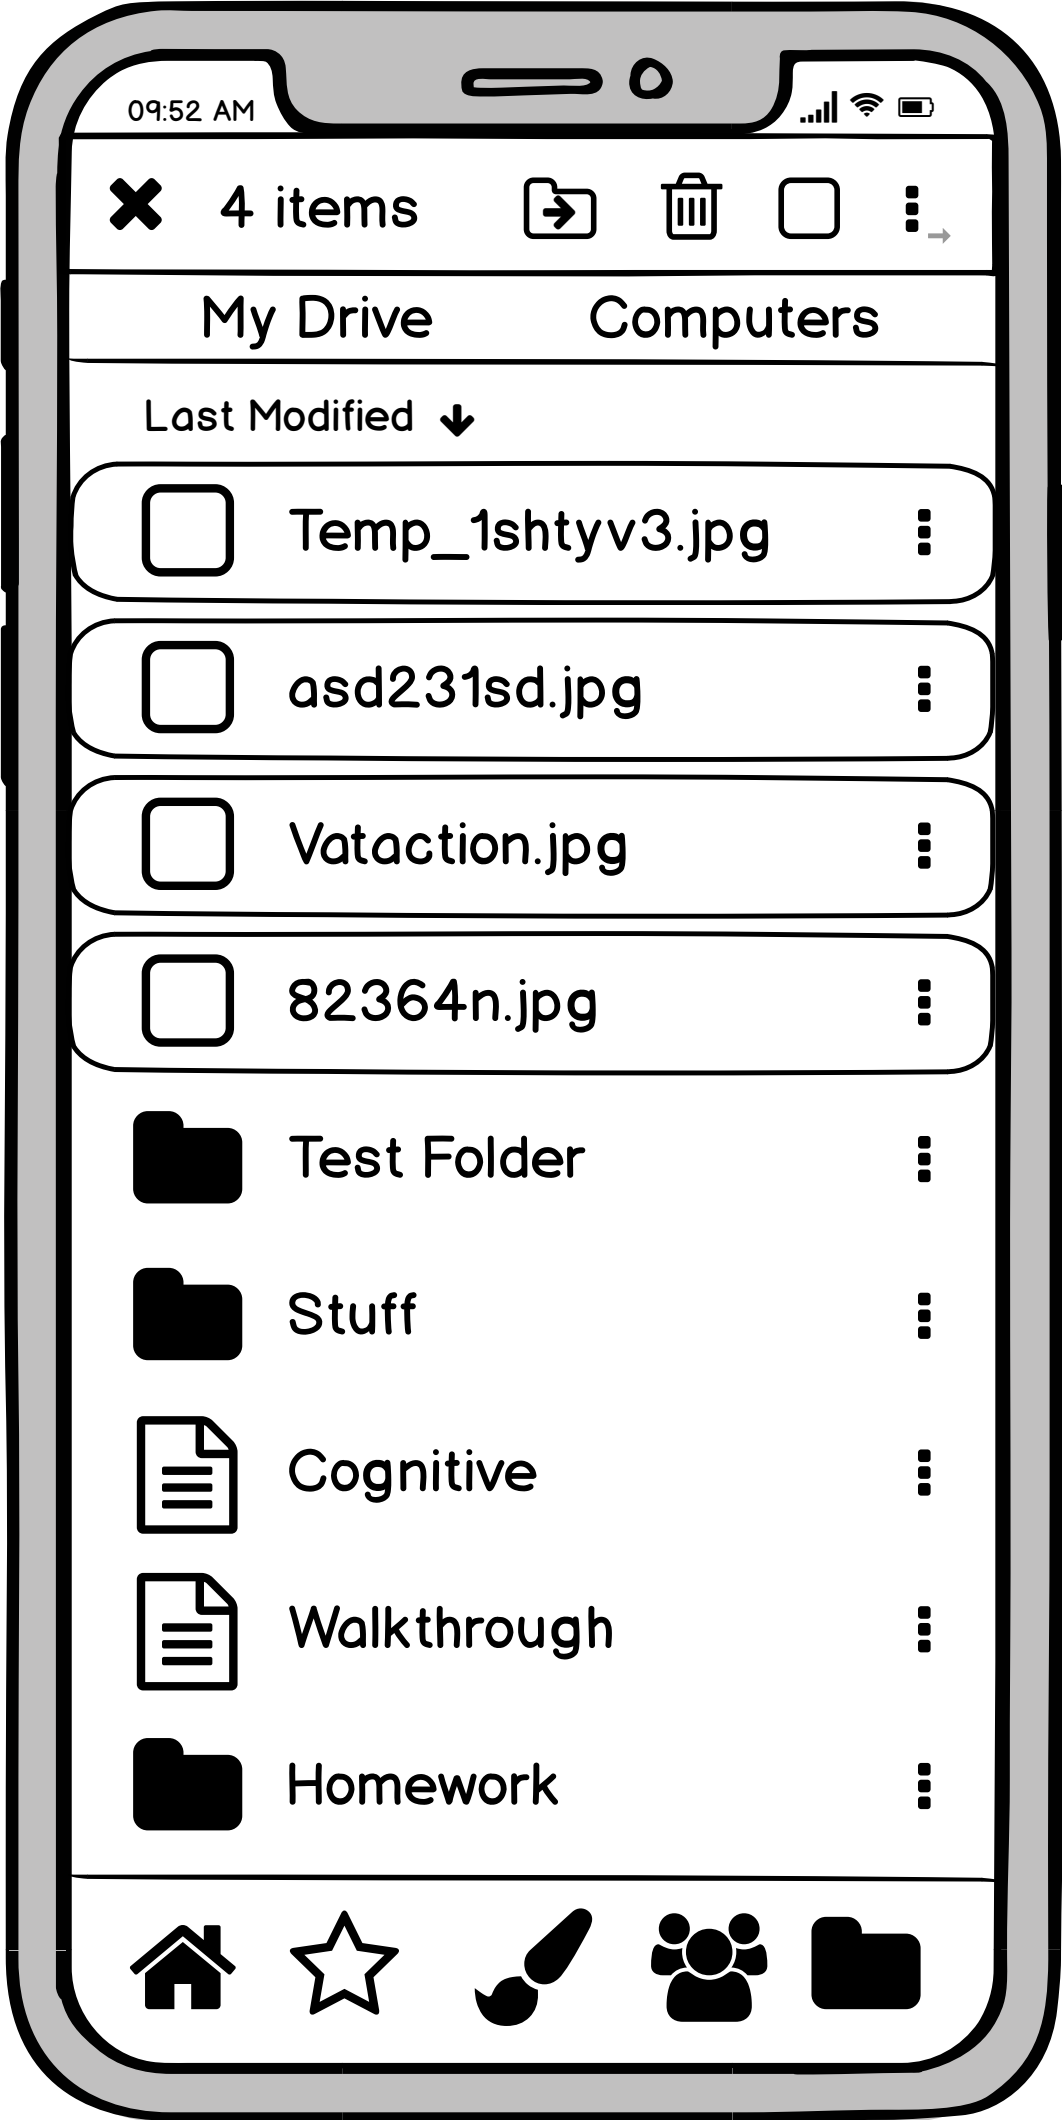 09:52 AM
4 items
My Drive Computers
Last Modified
Temp_1shtyv3.jpg
asd231sd.jpg
Vataction.jpg
82364n.jpg
Test Folder
Stuff
Cognitive
Walkthrough
Homework